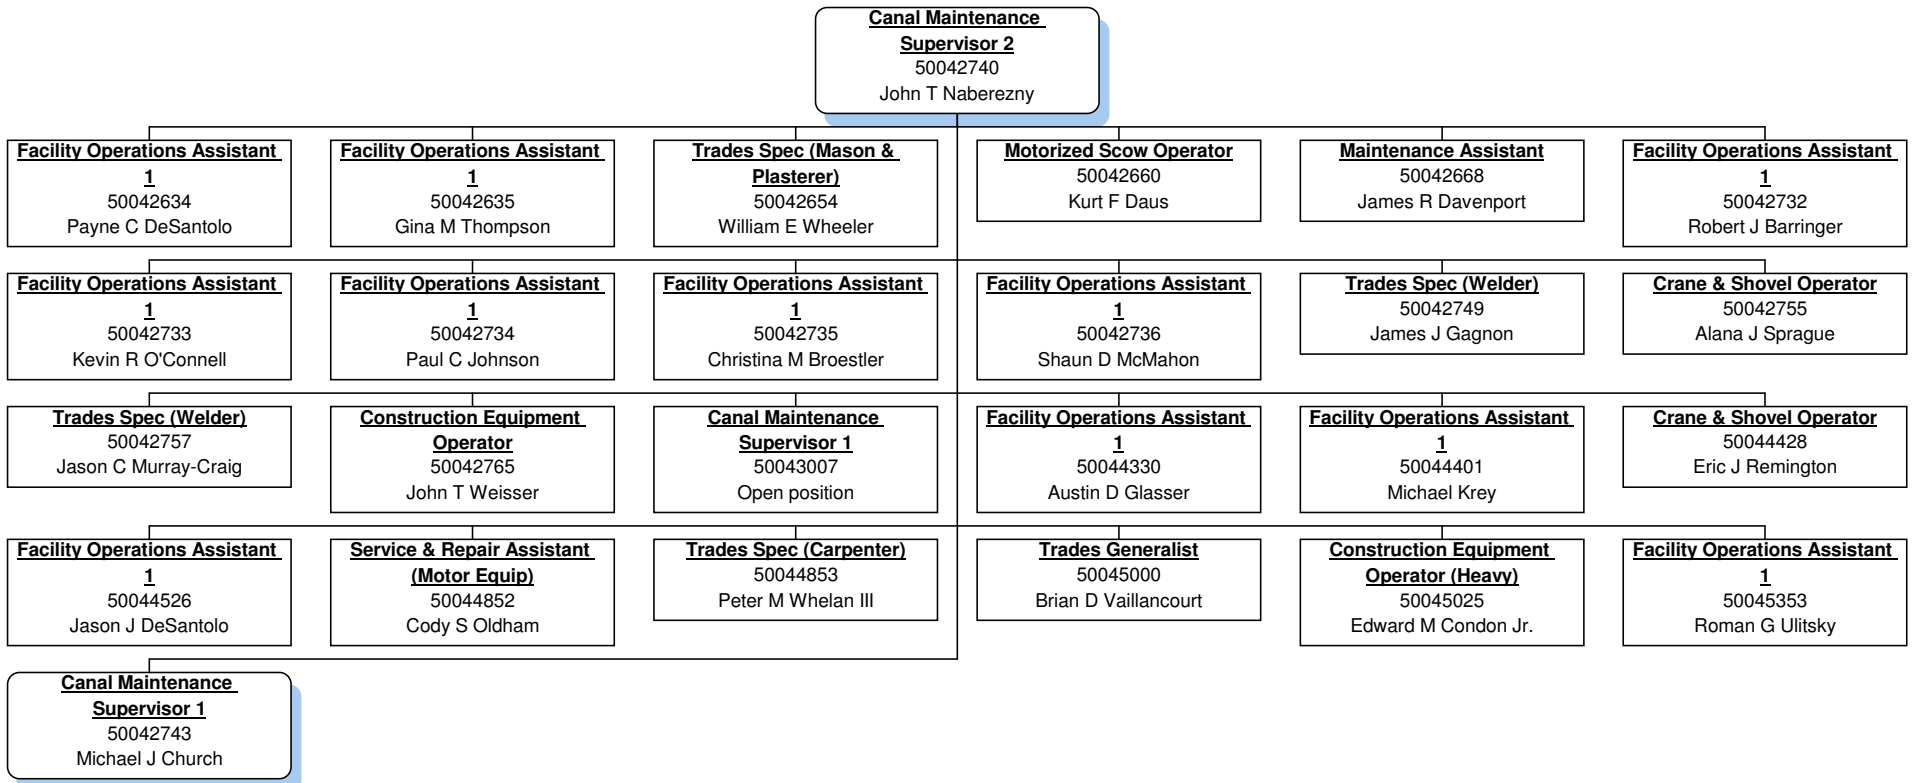 Canal Maintenance
Supervisor 2
50042740
John T Naberezny
Facility Operations Assistant
1
50042634
Payne C DeSantolo
Facility Operations Assistant
1
50042635
Gina M Thompson
Trades Spec (Mason &
Plasterer)
50042654
William E Wheeler
Motorized Scow Operator
50042660
Kurt F Daus
Maintenance Assistant
50042668
James R Davenport
Facility Operations Assistant
1
50042732
Robert J Barringer
Facility Operations Assistant
1
50042733
Kevin R O'Connell
Facility Operations Assistant
1
50042734
Paul C Johnson
Facility Operations Assistant
1
50042735
Christina M Broestler
Facility Operations Assistant
1
50042736
Shaun D McMahon
Trades Spec (Welder)
50042749
James J Gagnon
Crane & Shovel Operator
50042755
Alana J Sprague
Trades Spec (Welder)
50042757
Jason C Murray-Craig
Construction Equipment
Operator
50042765
John T Weisser
Canal Maintenance
Supervisor 1
50043007
Open position
Facility Operations Assistant
1
50044330
Austin D Glasser
Facility Operations Assistant
1
50044401
Michael Krey
Crane & Shovel Operator
50044428
Eric J Remington
Facility Operations Assistant
1
50044526
Jason J DeSantolo
Service & Repair Assistant
(Motor Equip)
50044852
Cody S Oldham
Trades Spec (Carpenter)
50044853
Peter M Whelan III
Trades Generalist
50045000
Brian D Vaillancourt
Construction Equipment
Operator (Heavy)
50045025
Edward M Condon Jr.
Facility Operations Assistant
1
50045353
Roman G Ulitsky
Canal Maintenance
Supervisor 1
50042743
Michael J Church